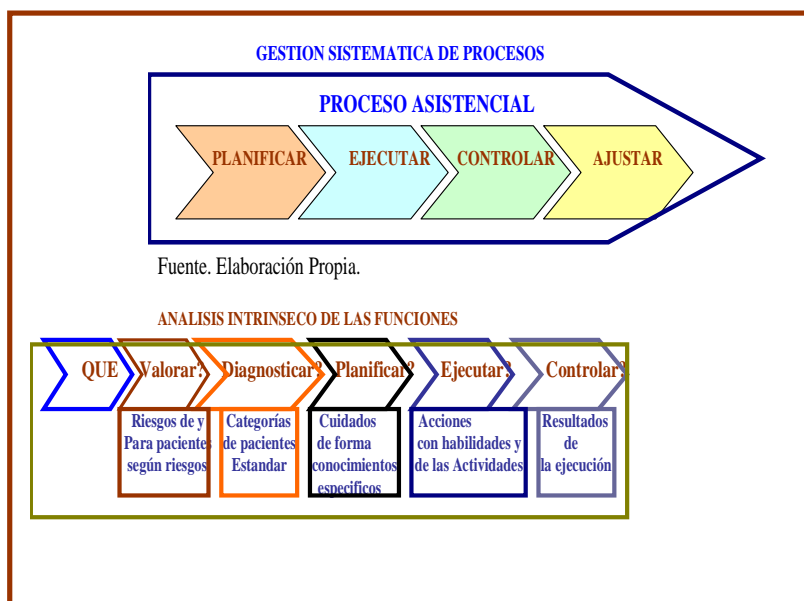 GESTION SISTEMATICA DE PROCESOS
PROCESO ASISTENCIAL
PLANIFICAR
EJECUTAR
CONTROLAR
AJUSTAR
Fuente. Elaboración Propia.
ANALISIS INTRINSECO DE LAS FUNCIONES
QUE
Valorar?
Diagnosticar?
Planificar?
Ejecutar?
Controlar?
Riesgos de y
Para pacientes
según riesgos
Categorías
de pacientes
Estandar
Cuidados
de forma
conocimientos
especificos
Acciones
con habilidades y
de las Actividades
Resultados
de
la ejecución